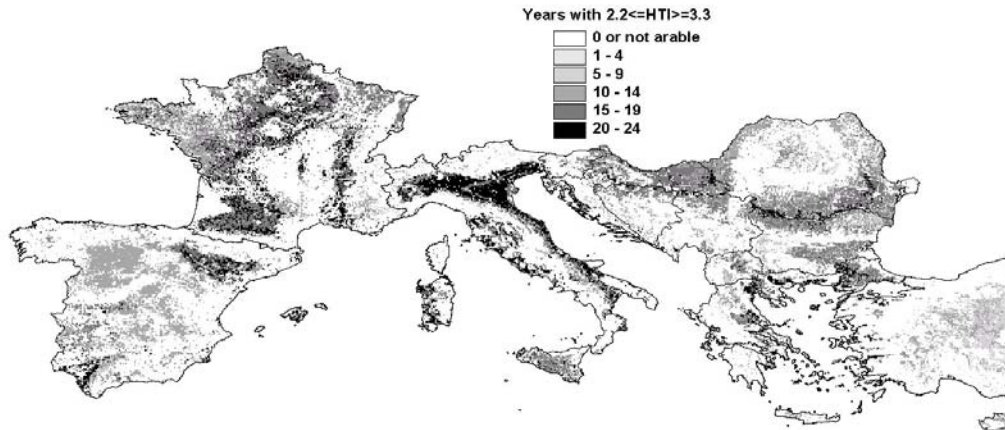 Years with 2.2<=HTI>=3.3
0 or not arable
1 - 4
5 - 9
10 - 14
15 - 19
20 - 24